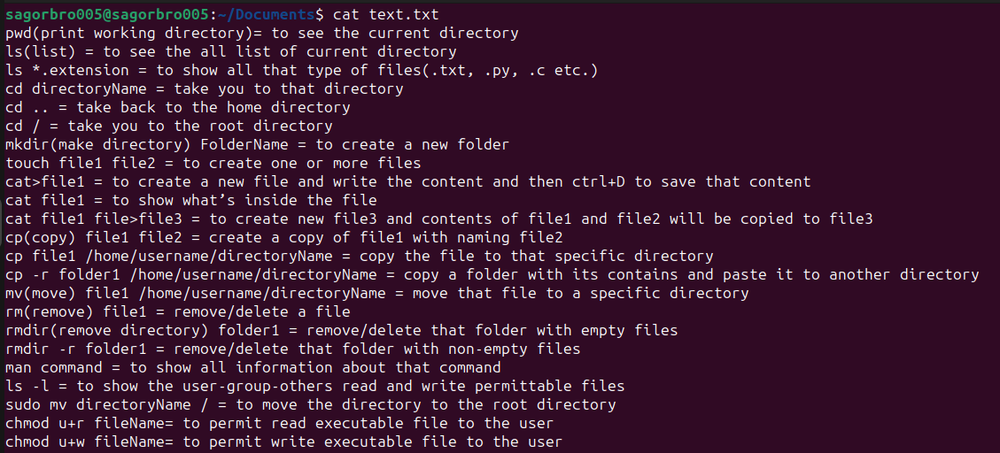 sagorbro005@sagorbro005:~/Documents$ cat text.txt
pwd(print working directory)= to see the current directory
ls(list) = to see the all list of current directory
ls *.extension = to show all that type of files(.txt, .py, .c etc.)
cd directoryName = take you to that directory
cd .. = take back to the home directory
cd / = take you to the root directory
mkdir(make directory) FolderName = to create a new folder
touch file1 file2 = to create one or more files
cat>file1 = to create a new file and write the content and then ctrl+D to save that content
cat file1 = to show what’s inside the file
cat file1 file>file3 = to create new file3 and contents of file1 and file2 will be copied to file3
cp(copy) file1 file2 = create a copy of file1 with naming file2
cp file1 /home/username/directoryName = copy the file to that specific directory
cp -r folder1 /home/username/directoryName = copy a folder with its contains and paste it to another directory
mv(move) file1 /home/username/directoryName = move that file to a specific directory
rm(remove) file1 = remove/delete a file
rmdir(remove directory) folder1 = remove/delete that folder with empty files
rmdir -r folder1 = remove/delete that folder with non-empty files
man command = to show all information about that command
ls -l = to show the user-group-others read and write permittable files
sudo mv directoryName / = to move the directory to the root directory
chmod u+r fileName= to permit read executable file to the user
chmod u+w fileName= to permit write executable file to the user